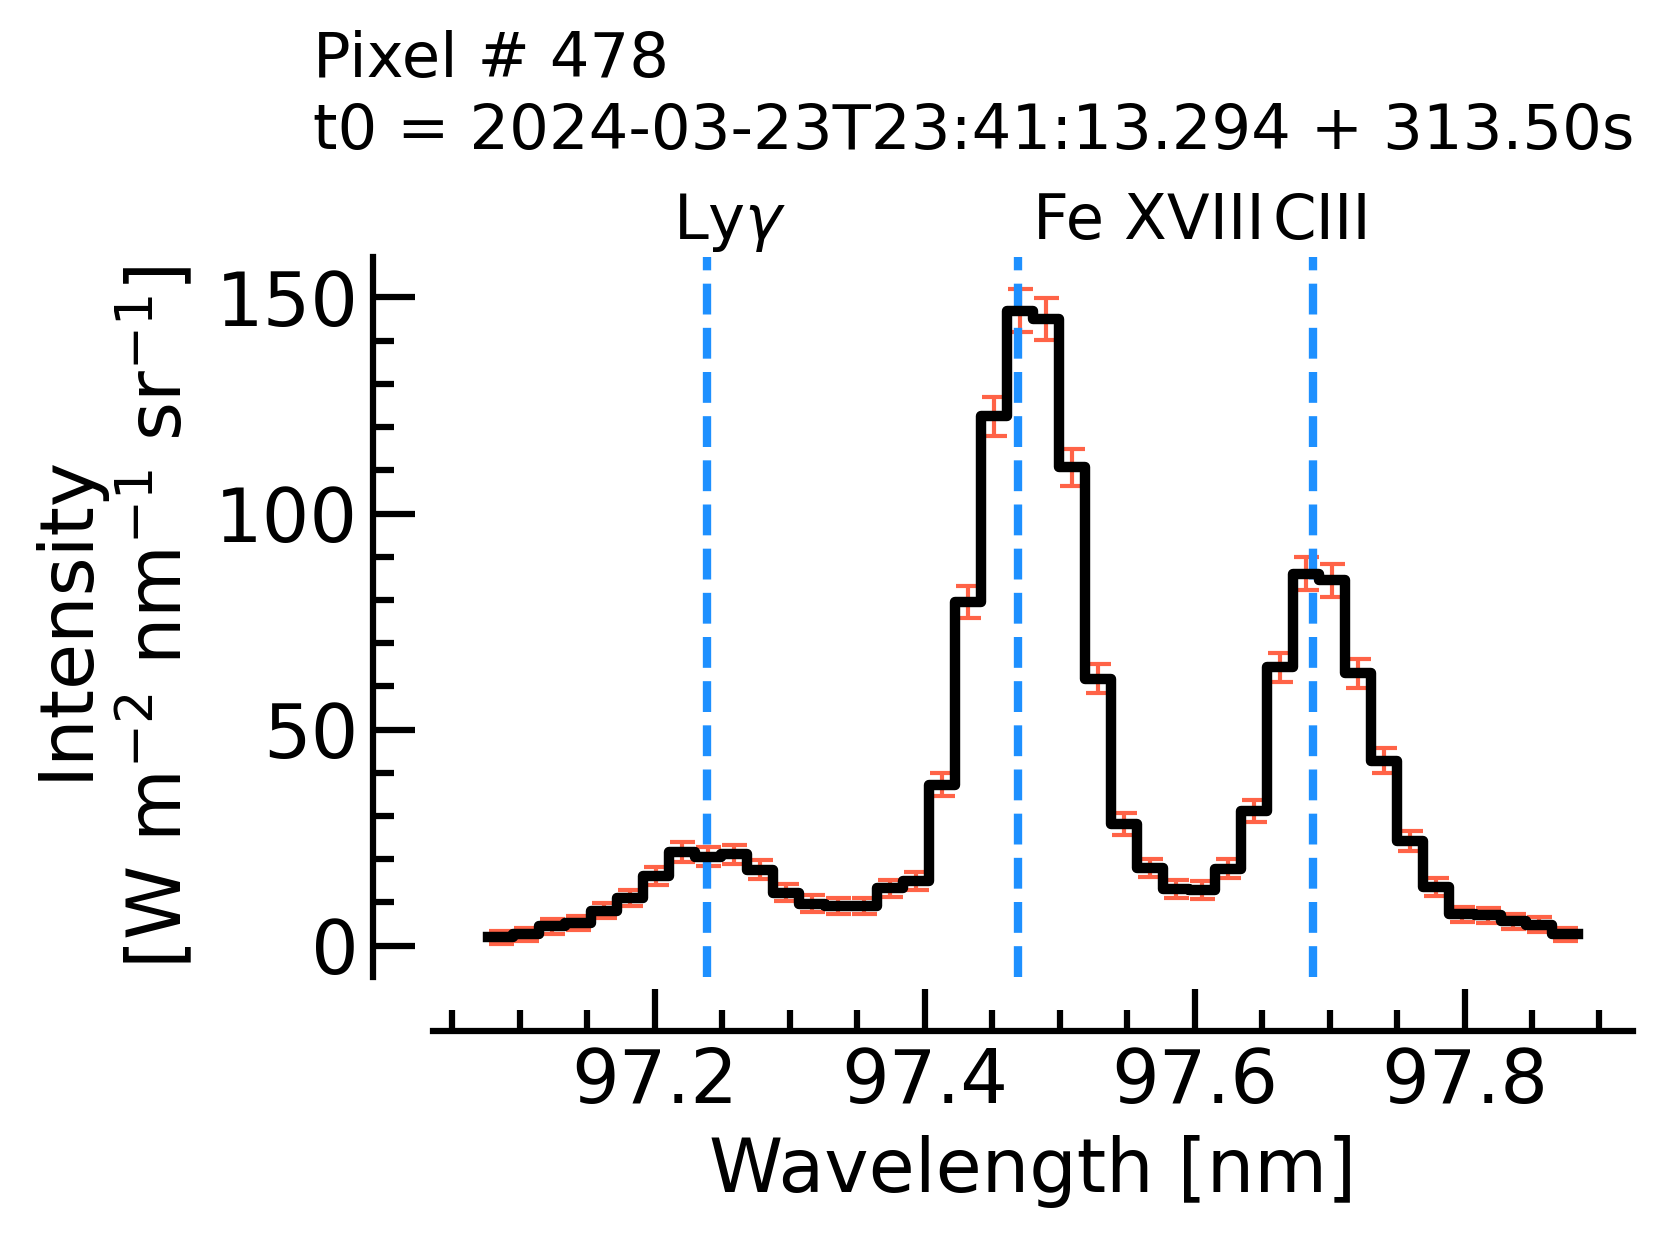 Pixel # 478
t0 = 2024-03-23T23:41:13.294 + 313.50s
Lyγ Fe XVIII CIII
150
100
50
0
Intensity
[W m⁻² nm⁻¹ sr⁻¹]
97.2 97.4 97.6 97.8
Wavelength [nm]